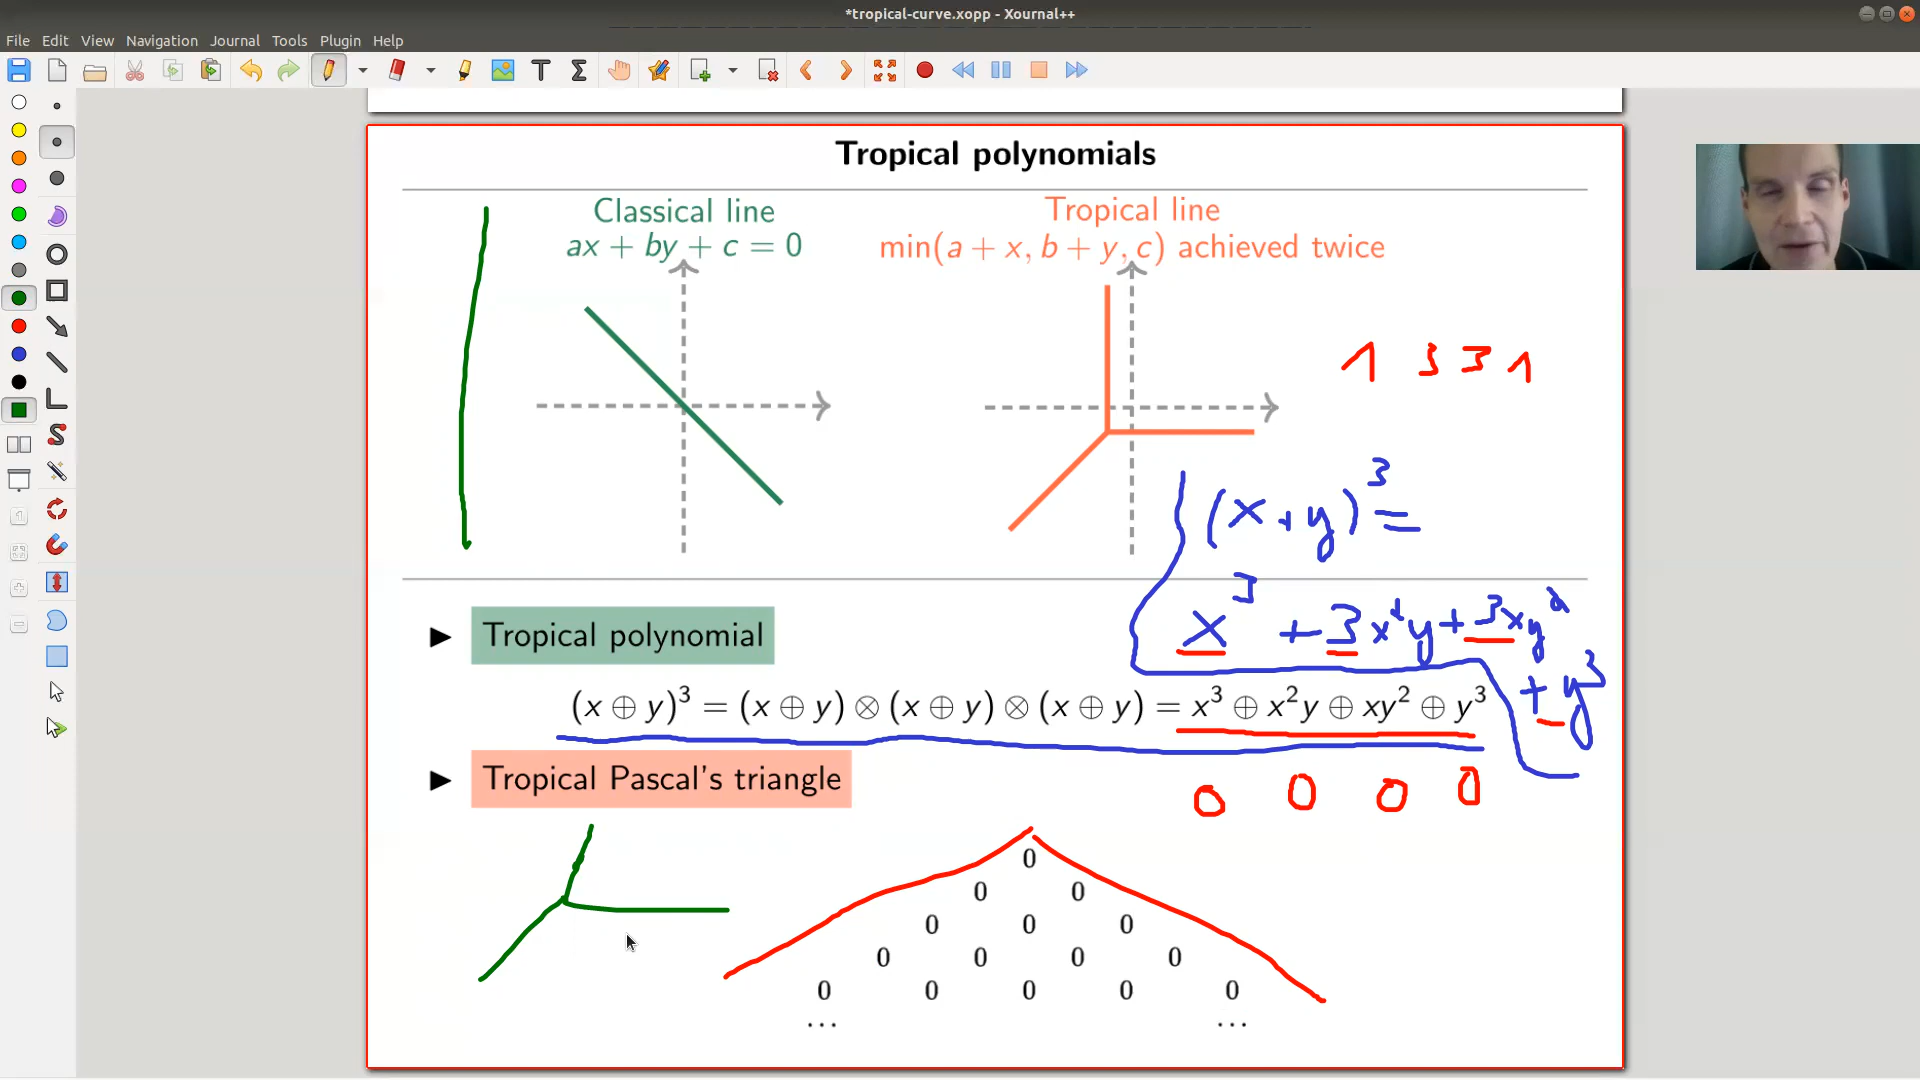 *tropical-curve.xopp - Xournal++
File Edit View Navigation Journal Tools Plugin Help
Tropical polynomials
Classical line
ax + by + c = 0
Tropical line
min(a + x, b + y, c) achieved twice
1 3 3 1
(x + y)³ =
x³ + 3x²y + 3xy²
+ y³
▶ Tropical polynomial
(x ⊕ y)³ = (x ⊕ y) ⊗ (x ⊕ y) ⊗ (x ⊕ y) = x³ ⊕ x²y ⊕ xy² ⊕ y³
▶ Tropical Pascal's triangle
0 0 0 0
0
0 0
0 0 0
0 0 0 0
0 0 0 0 0
... ...